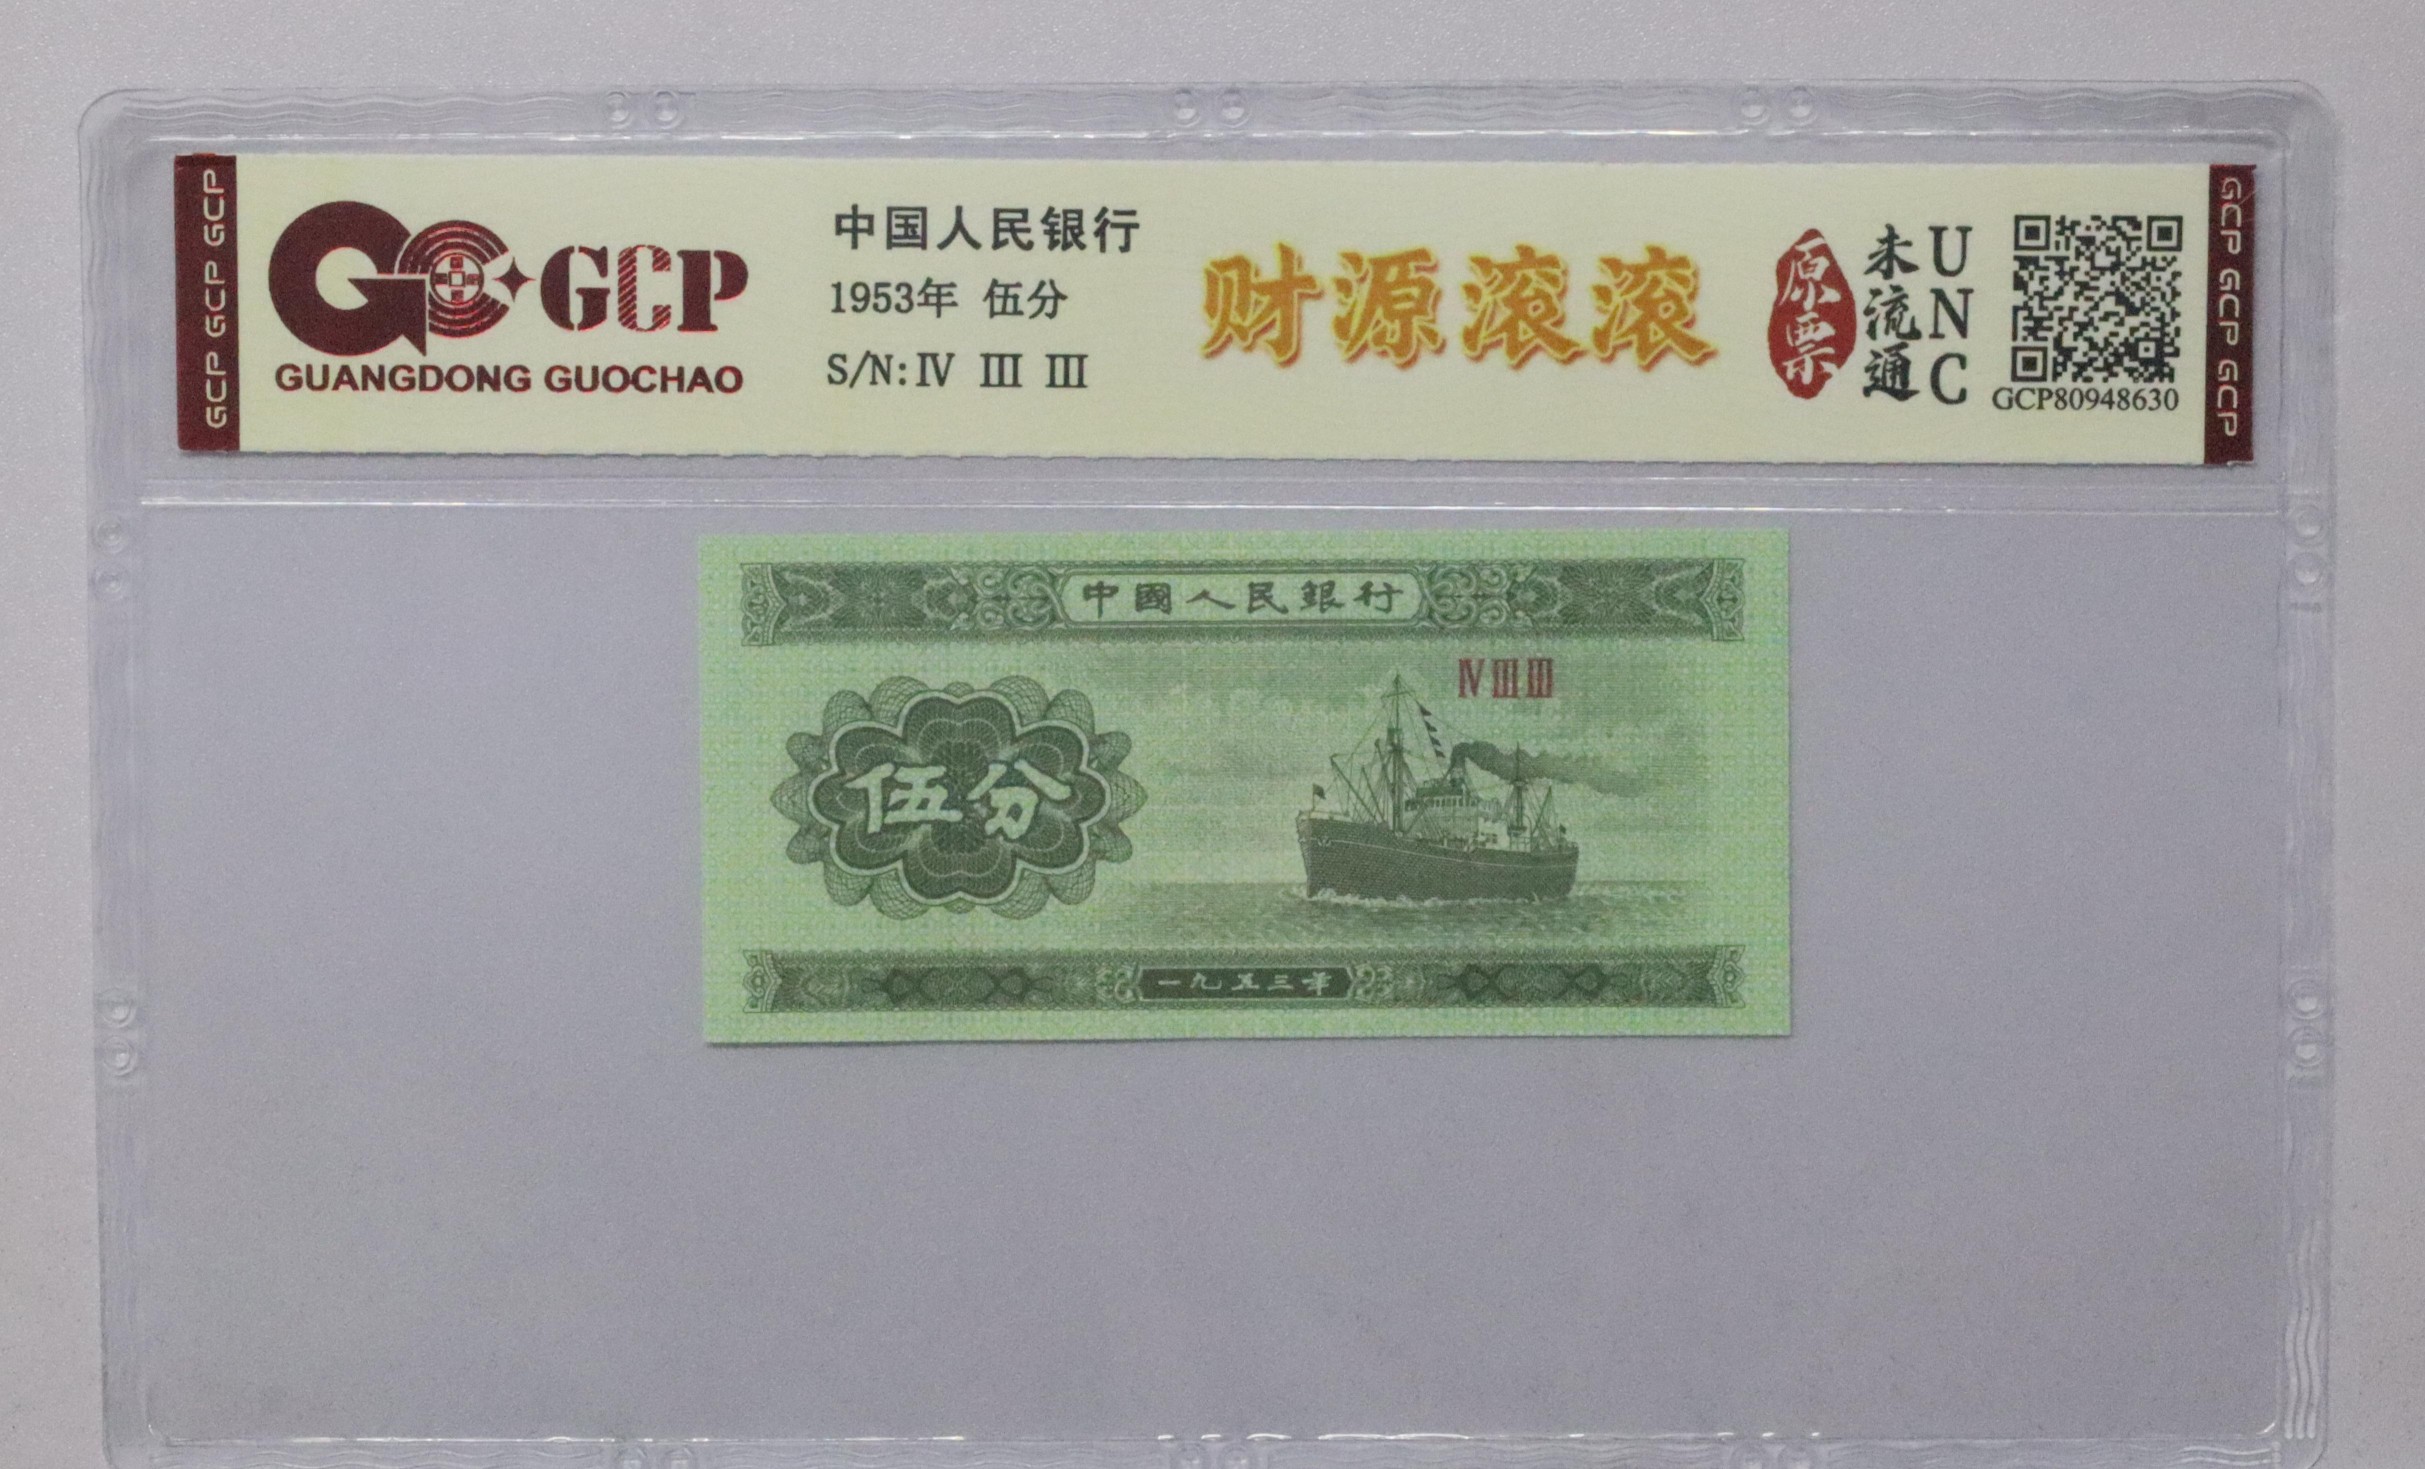 GCP GCP GCP
GCP
GUANGDONG GUOCHAO
中国人民银行
1953年 伍分
S/N: IV III III
财源滚滚
原票
未流通
UNC
GCP80948630
GCP GCP GCP
中國人民銀行
IV III III
伍分
一九五三年